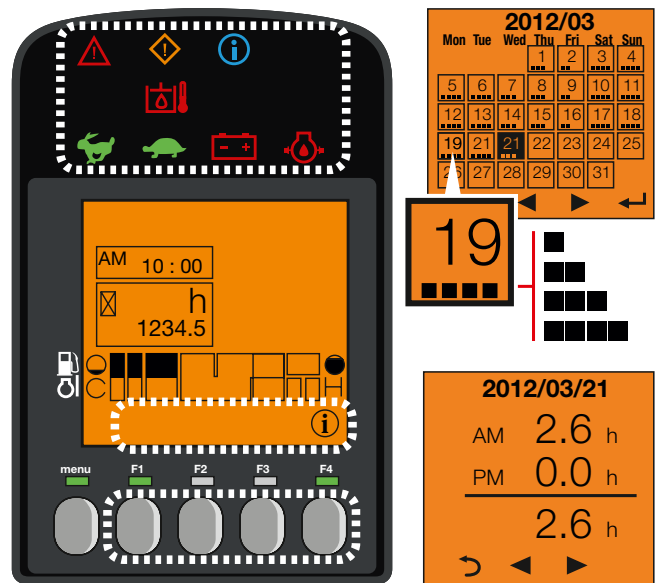 AM 10 : 00
h
1234.5
C H
i
menu F1 F2 F3 F4
2012/03
Mon Tue Wed Thu Fri Sat Sun
1 2 3 4
5 6 7 8 9 10 11
12 13 14 15 16 17 18
19 21 21 22 23 24 25
26 27 28 29 30 31
19
2012/03/21
AM 2.6 h
PM 0.0 h
2.6 h